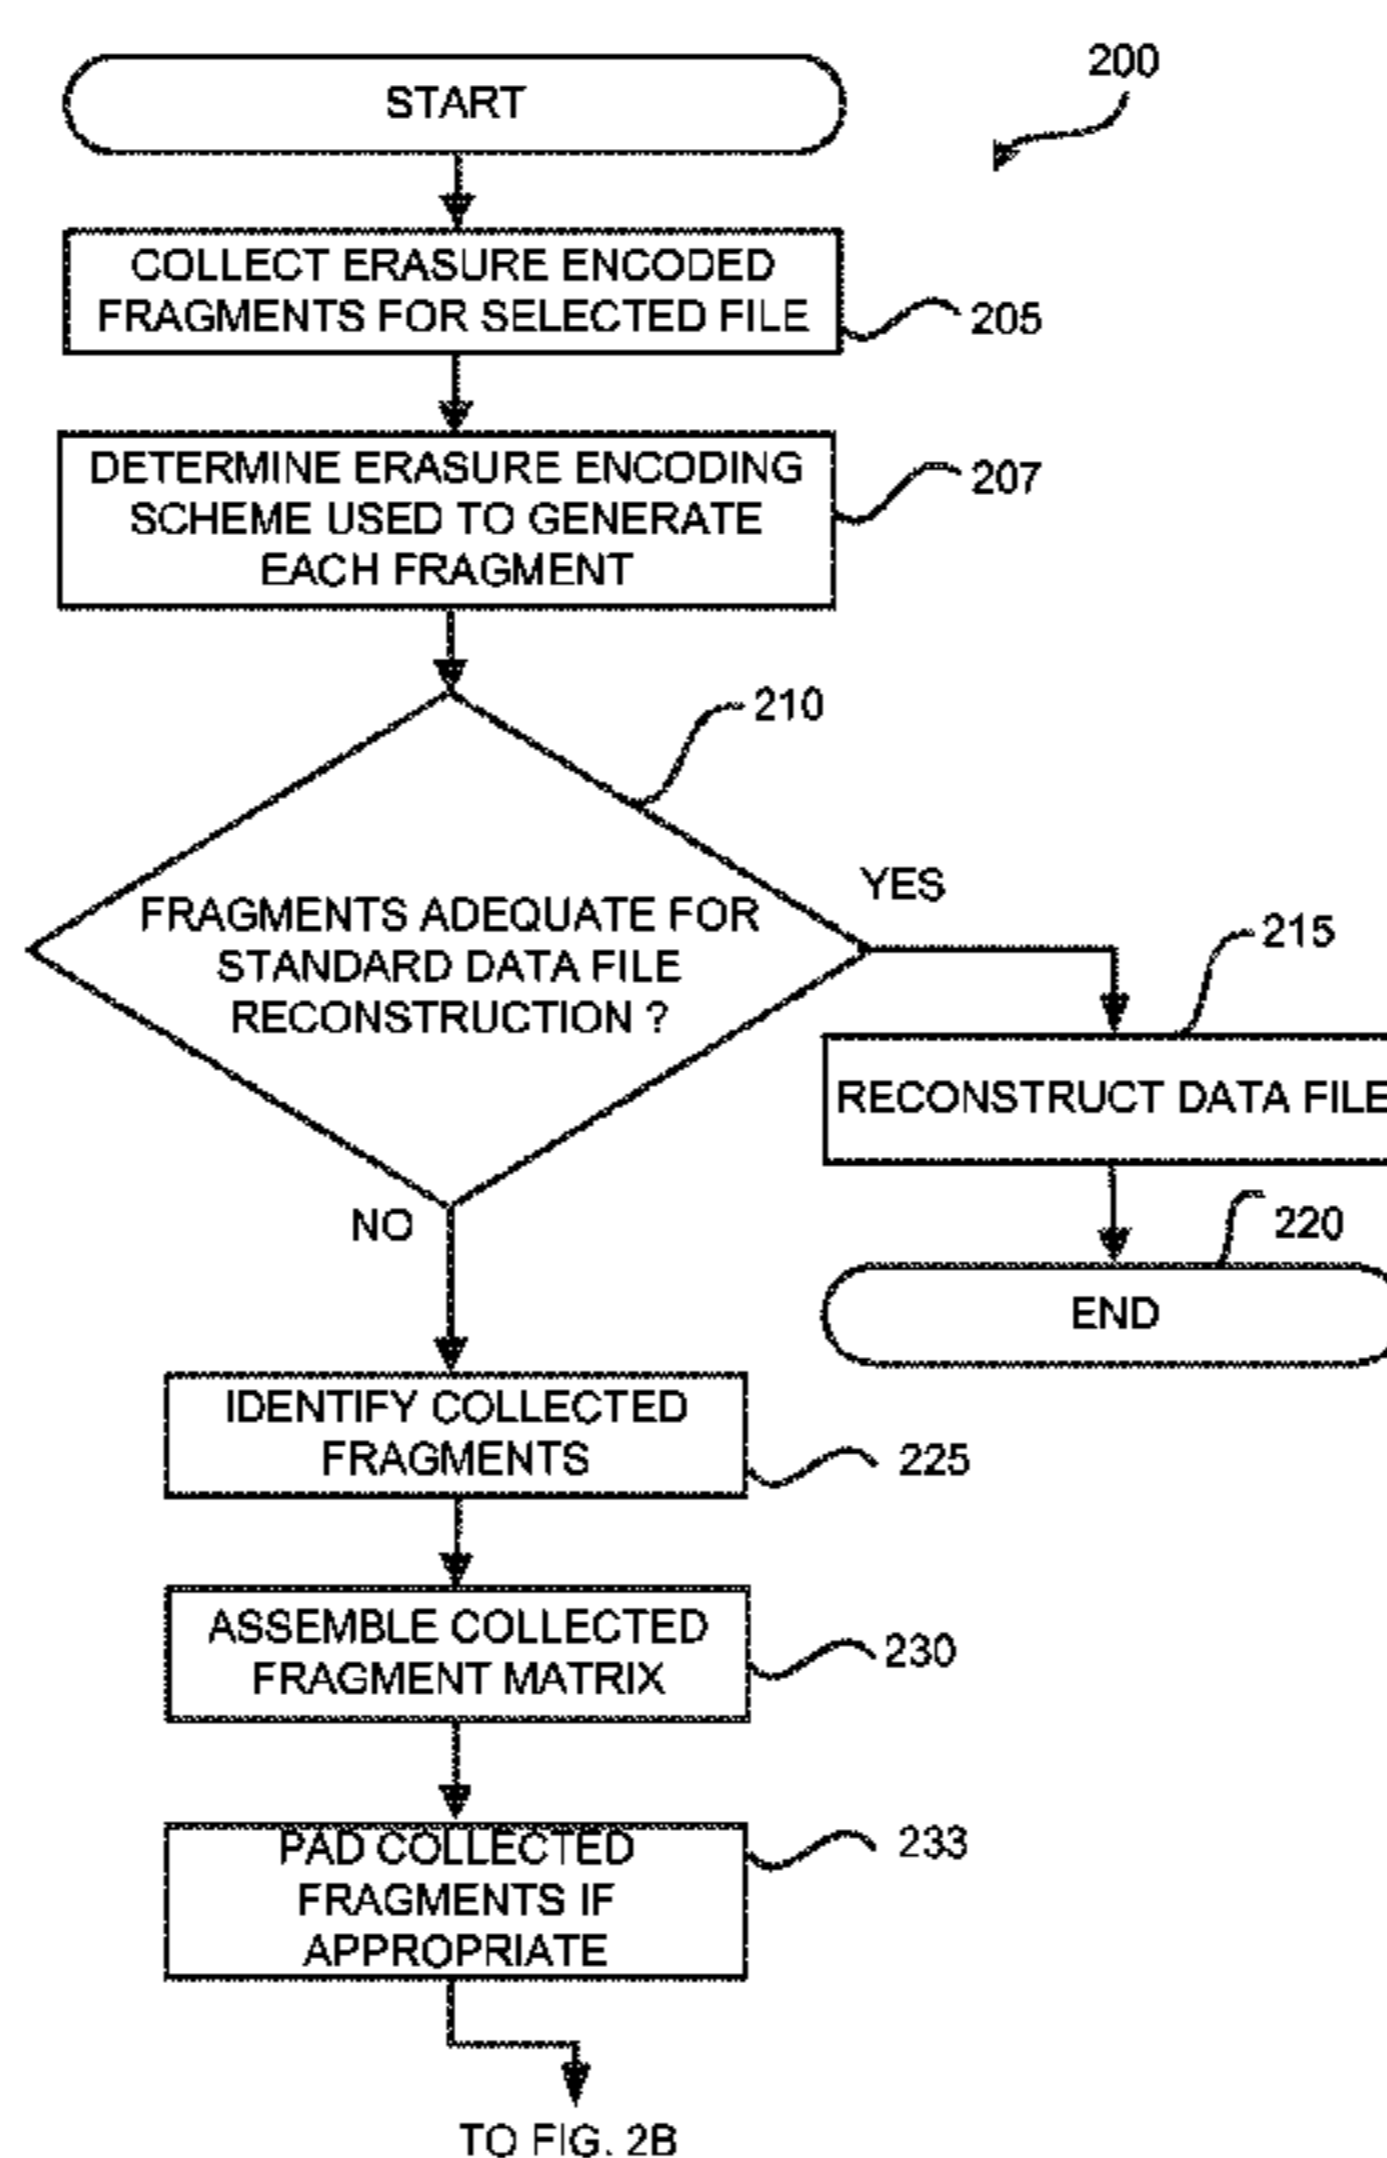 200
START
COLLECT ERASURE ENCODED
FRAGMENTS FOR SELECTED FILE
205
DETERMINE ERASURE ENCODING
SCHEME USED TO GENERATE
EACH FRAGMENT
207
210
FRAGMENTS ADEQUATE FOR
STANDARD DATA FILE
RECONSTRUCTION ?
YES
215
RECONSTRUCT DATA FILE
NO
220
END
IDENTIFY COLLECTED
FRAGMENTS
225
ASSEMBLE COLLECTED
FRAGMENT MATRIX
230
PAD COLLECTED
FRAGMENTS IF
APPROPRIATE
233
TO FIG. 2B